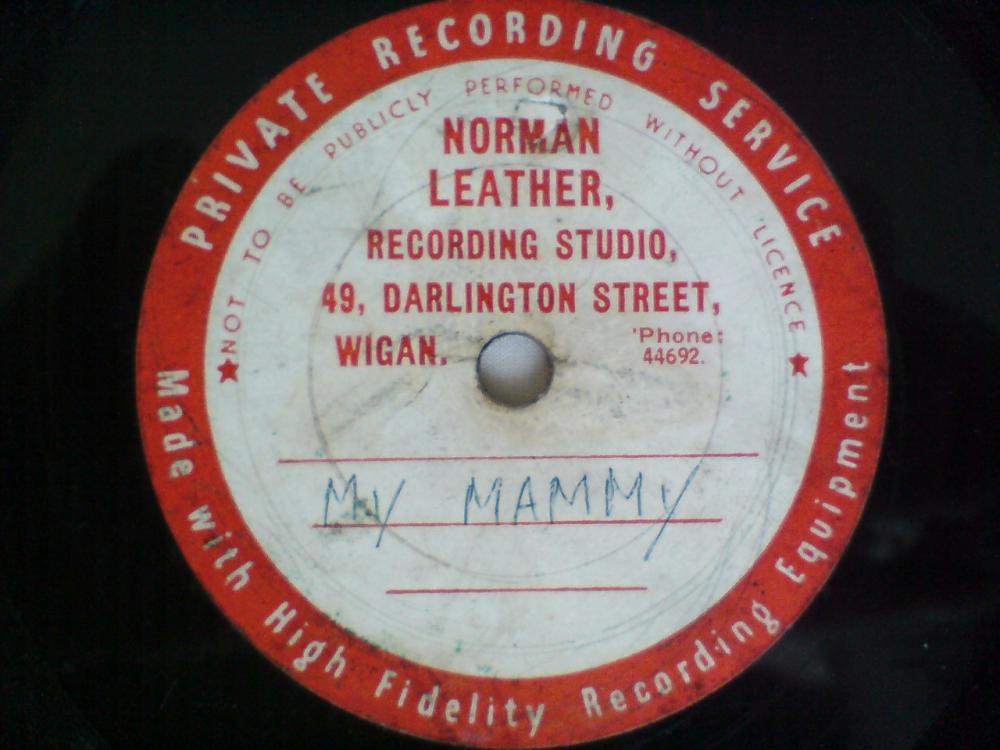 PRIVATE RECORDING SERVICE
★NOT TO BE PUBLICLY PERFORMED WITHOUT 'LICENCE★
NORMAN
LEATHER,
RECORDING STUDIO,
49, DARLINGTON STREET,
WIGAN.
'Phone:
44692.
MY MAMMY
Made with High Fidelity Recording Equipment